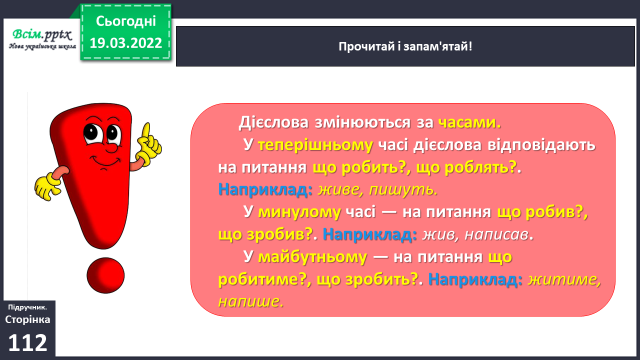 Всім.pptx
Нова українська школа
Сьогодні
19.03.2022
Прочитай і запам'ятай!
Дієслова змінюються за часами.
У теперішньому часі дієслова відповідають
на питання що робить?, що роблять?.
Наприклад: живе, пишуть.
У минулому часі — на питання що робив?,
що зробив?. Наприклад: жив, написав.
У майбутньому — на питання що
робитиме?, що зробить?. Наприклад: житиме,
напише.
Підручник.
Сторінка
112